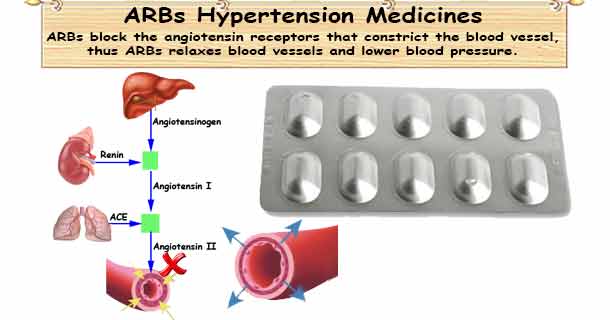 ARBs Hypertension Medicines
ARBs block the angiotensin receptors that constrict the blood vessel,
thus ARBs relaxes blood vessels and lower blood pressure.
Angiotensinogen
Renin
Angiotensin I
ACE
Angiotensin II